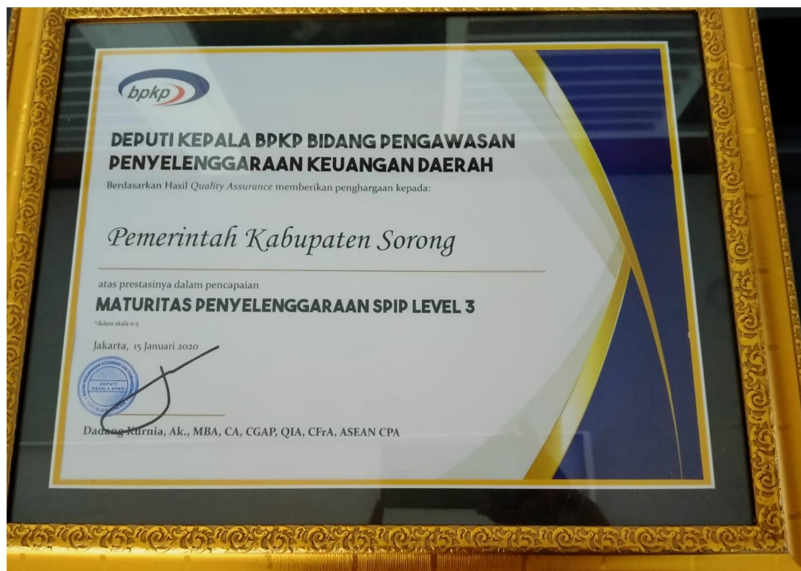 bpkp
DEPUTI KEPALA BPKP BIDANG PENGAWASAN
PENYELENGGARAAN KEUANGAN DAERAH
Berdasarkan Hasil Quality Assurance memberikan penghargaan kepada:
Pemerintah Kabupaten Sorong
atas prestasinya dalam pencapaian
MATURITAS PENYELENGGARAAN SPIP LEVEL 3
*dalam skala 0-5
Jakarta, 15 Januari 2020
DEPUTI
KEPALA BPKP
Dadang Kurnia, Ak., MBA, CA, CGAP, QIA, CFrA, ASEAN CPA